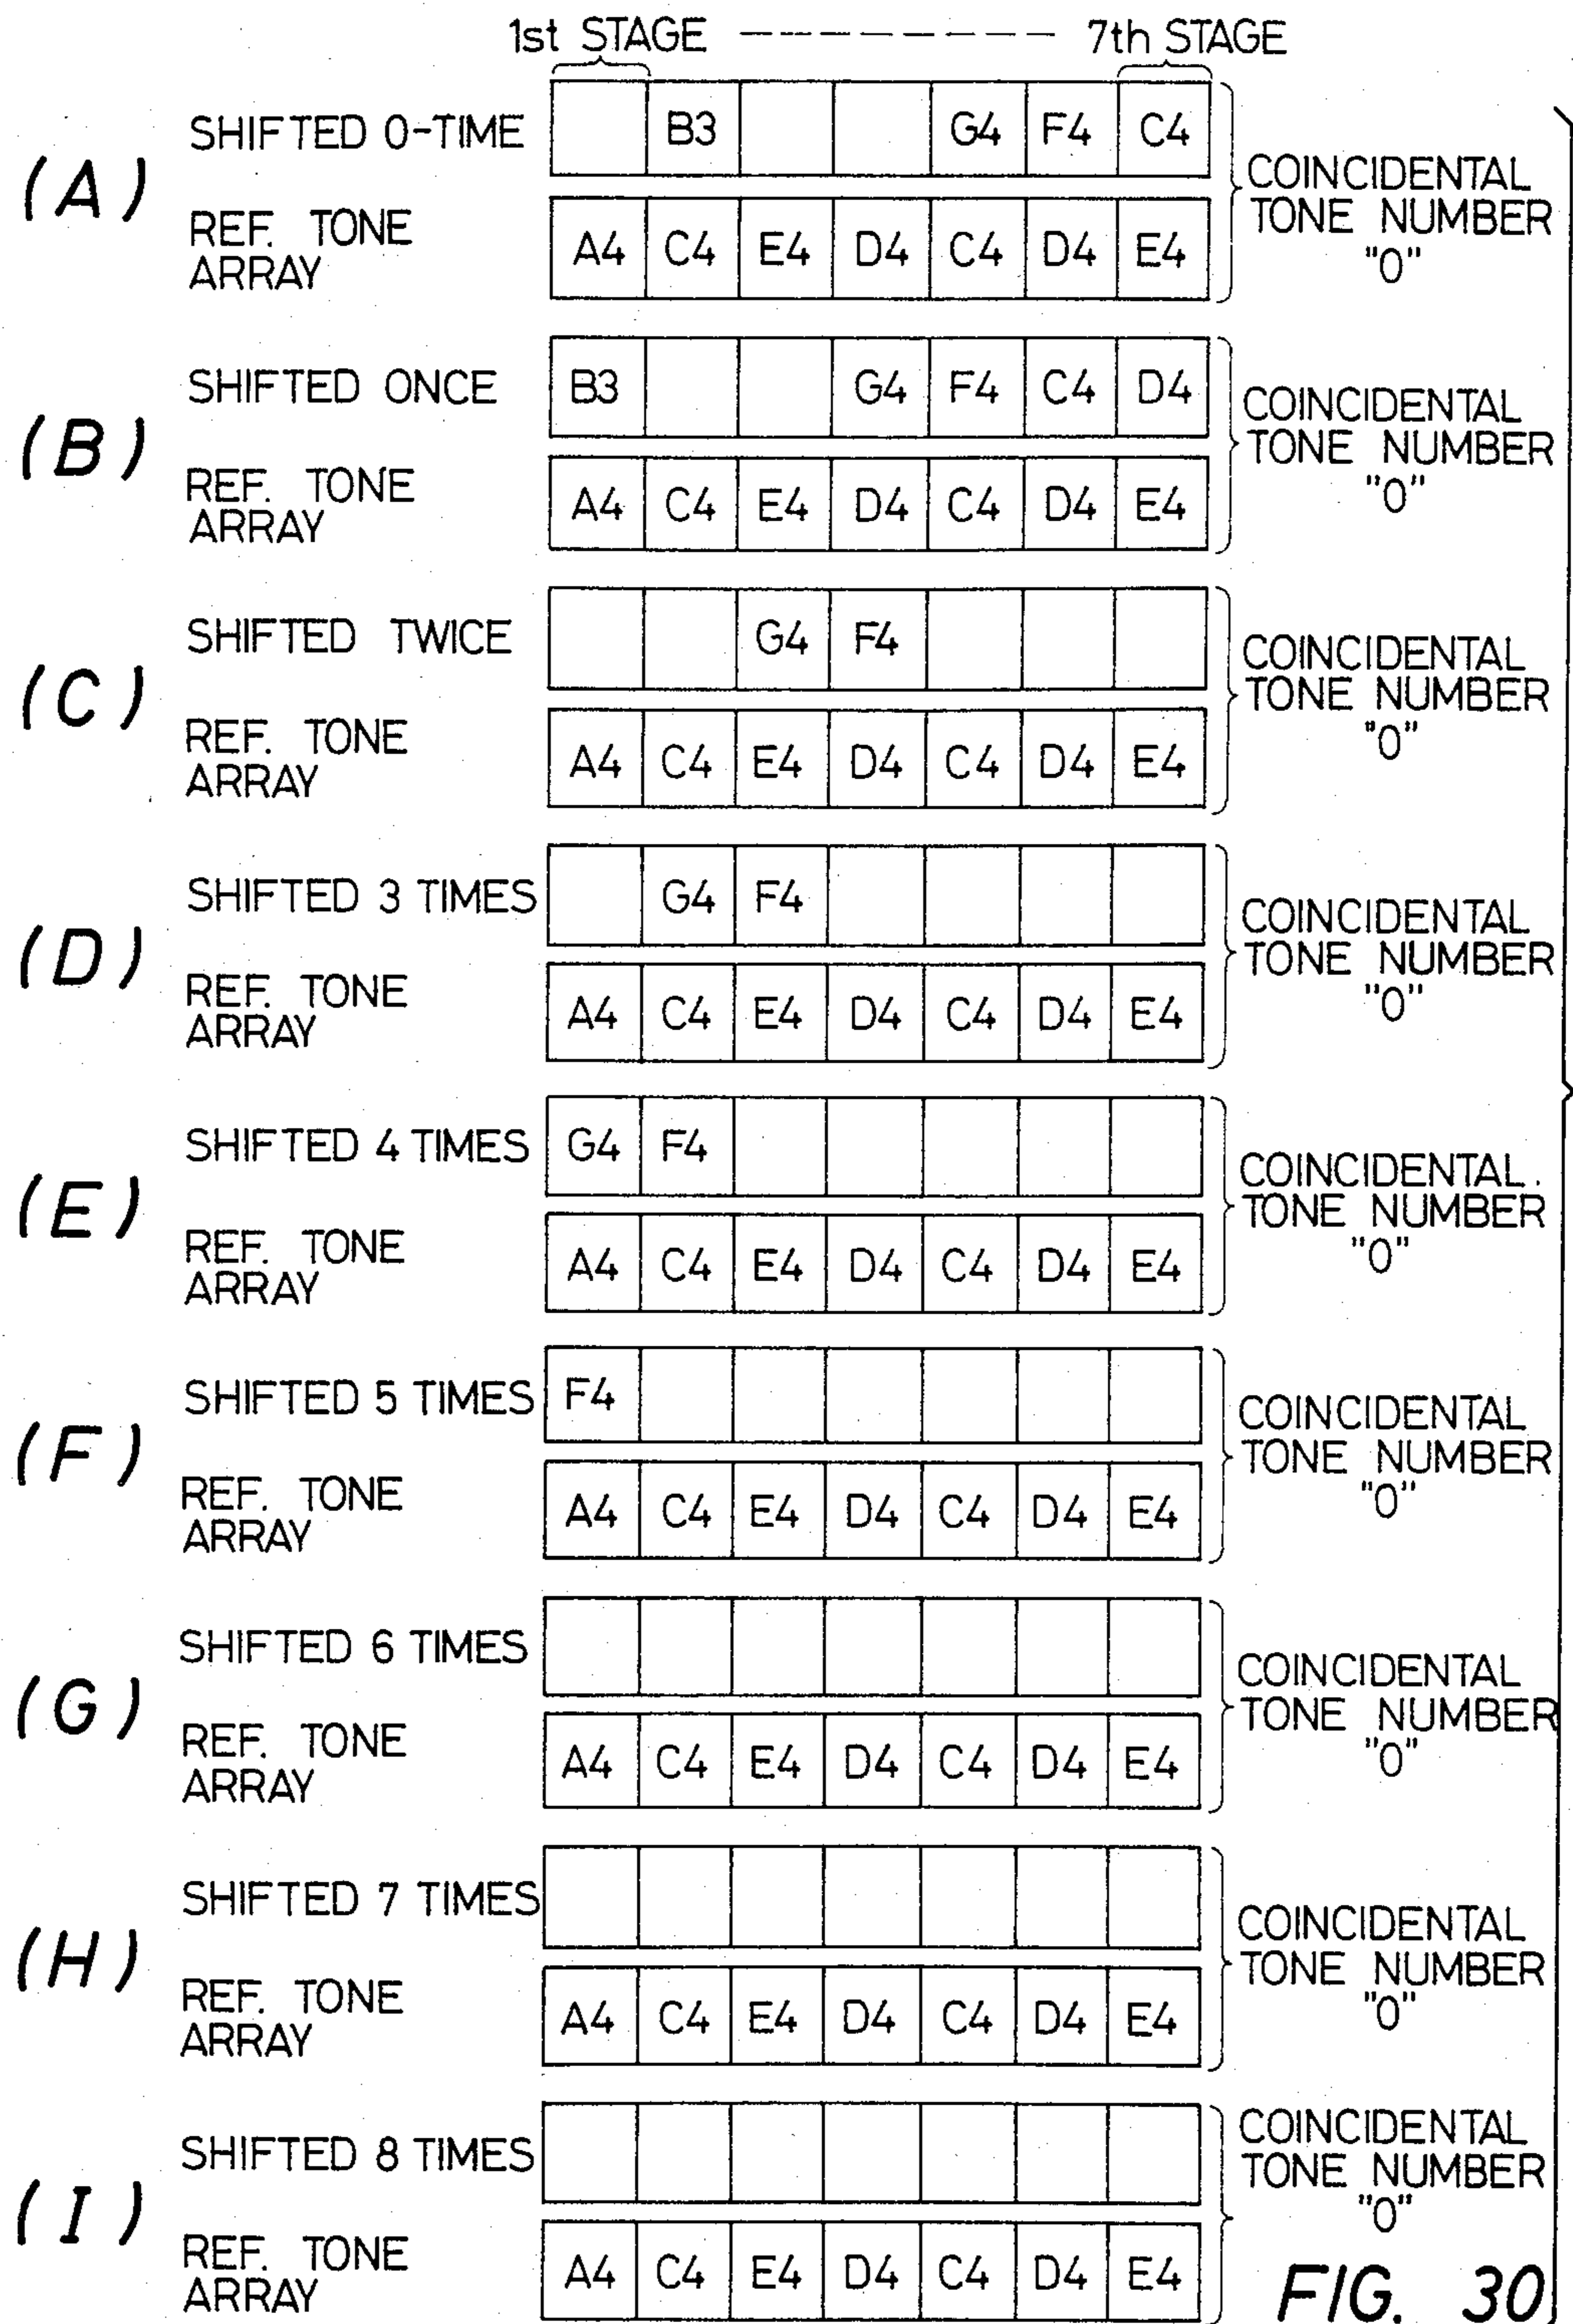 1st STAGE ---------- 7th STAGE
(A)
SHIFTED 0-TIME
B3 G4 F4 C4
REF. TONE
ARRAY
A4 C4 E4 D4 C4 D4 E4
COINCIDENTAL
TONE NUMBER
"0"
(B)
SHIFTED ONCE
B3 G4 F4 C4 D4
REF. TONE
ARRAY
A4 C4 E4 D4 C4 D4 E4
COINCIDENTAL
TONE NUMBER
"0"
(C)
SHIFTED TWICE
G4 F4
REF. TONE
ARRAY
A4 C4 E4 D4 C4 D4 E4
COINCIDENTAL
TONE NUMBER
"0"
(D)
SHIFTED 3 TIMES
G4 F4
REF. TONE
ARRAY
A4 C4 E4 D4 C4 D4 E4
COINCIDENTAL
TONE NUMBER
"0"
(E)
SHIFTED 4 TIMES
G4 F4
REF. TONE
ARRAY
A4 C4 E4 D4 C4 D4 E4
COINCIDENTAL
TONE NUMBER
"0"
(F)
SHIFTED 5 TIMES
F4
REF. TONE
ARRAY
A4 C4 E4 D4 C4 D4 E4
COINCIDENTAL
TONE NUMBER
"0"
(G)
SHIFTED 6 TIMES
REF. TONE
ARRAY
A4 C4 E4 D4 C4 D4 E4
COINCIDENTAL
TONE NUMBER
"0"
(H)
SHIFTED 7 TIMES
REF. TONE
ARRAY
A4 C4 E4 D4 C4 D4 E4
COINCIDENTAL
TONE NUMBER
"0"
(I)
SHIFTED 8 TIMES
REF. TONE
ARRAY
A4 C4 E4 D4 C4 D4 E4
COINCIDENTAL
TONE NUMBER
"0"
FIG. 30